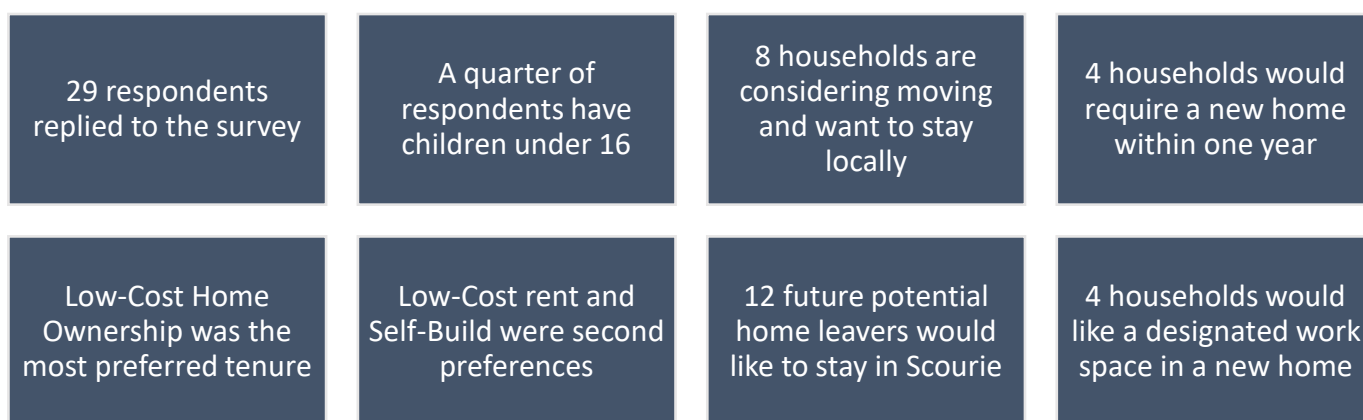 29 respondents
replied to the survey
A quarter of
respondents have
children under 16
8 households are
considering moving
and want to stay
locally
4 households would
require a new home
within one year
Low-Cost Home
Ownership was the
most preferred tenure
Low-Cost rent and
Self-Build were second
preferences
12 future potential
home leavers would
like to stay in Scourie
4 households would
like a designated work
space in a new home